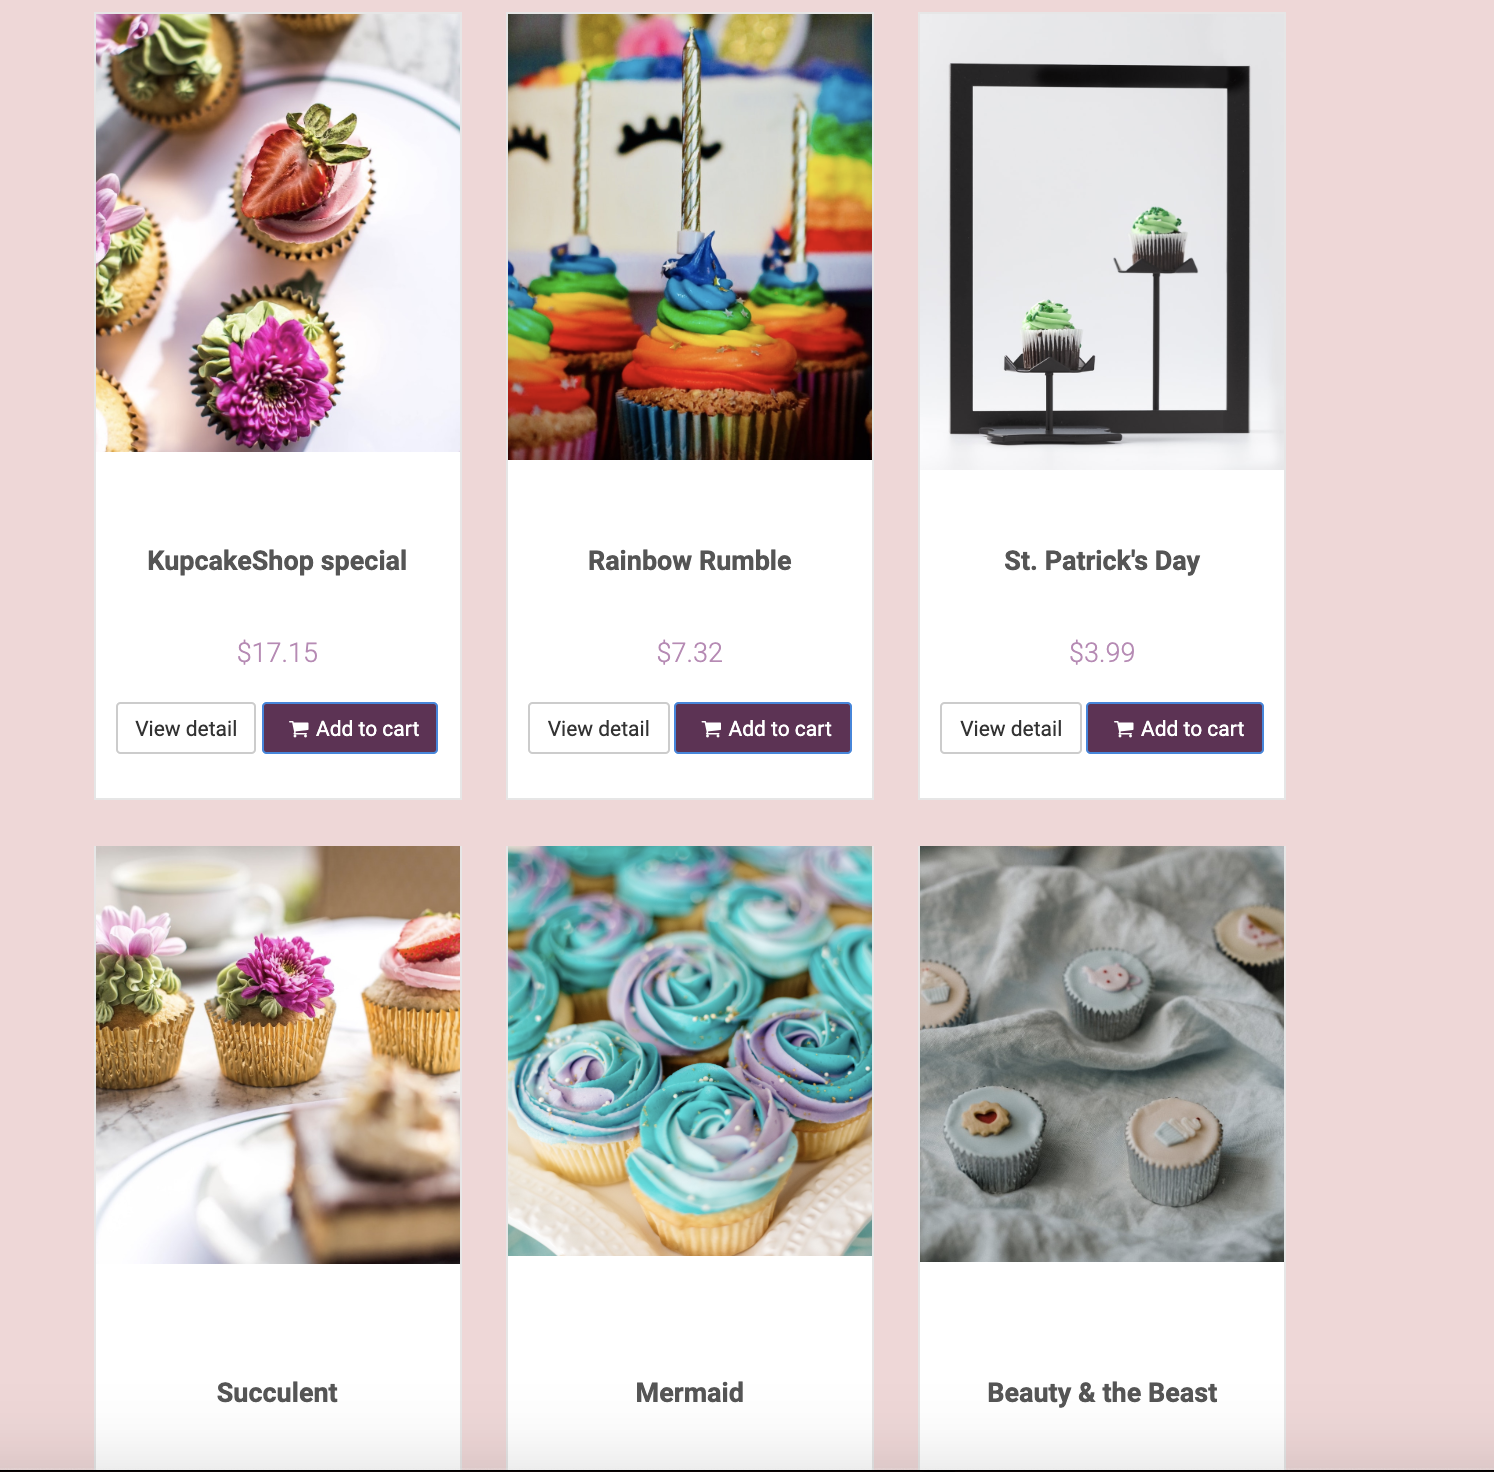 KupcakeShop special
$17.15
View detail Add to cart
Rainbow Rumble
$7.32
View detail Add to cart
St. Patrick's Day
$3.99
View detail Add to cart
Succulent
Mermaid
Beauty & the Beast